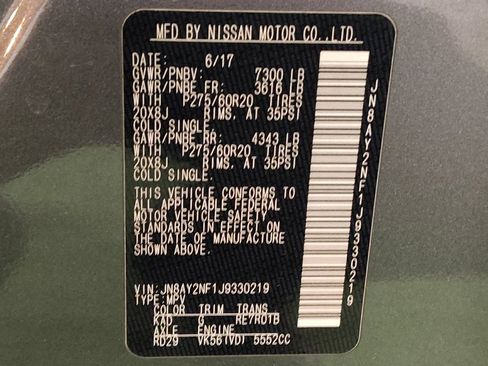 MFD BY NISSAN MOTOR CO.,LTD.
DATE: 6/17
GVWR/PNBV: 7300 LB
GAWR/PNBE FR: 3616 LB
WITH P275/60R20 TIRES
20X8J RIMS. AT 35PSI
COLD SINGLE.
GAWR/PNBE RR: 4343 LB
WITH P275/60R20 TIRES
20X8J RIMS. AT 35PSI
COLD SINGLE.
THIS VEHICLE CONFORMS TO
ALL APPLICABLE FEDERAL
MOTOR VEHICLE SAFETY
STANDARDS IN EFFECT ON
THE DATE OF MANUFACTURE
SHOWN ABOVE.
VIN: JN8AY2NF1J9330219
TYPE: MPV
COLOR TRIM TRANS
KAD G RE7R01B
AXLE ENGINE
RD29 VK56(VD) 5552CC
JN8AY2NF1J9330219